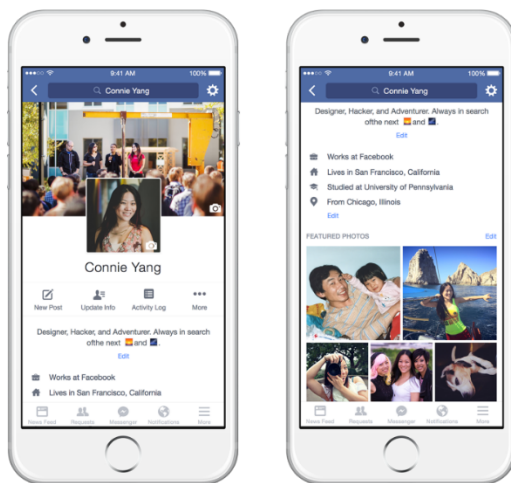 9:41 AM
100%
Connie Yang
Connie Yang
New Post
Update Info
Activity Log
More
Designer, Hacker, and Adventurer. Always in search
ofthe next 🌅and 🌌.
Edit
Works at Facebook
Lives in San Francisco, California
News Feed
Requests
Messenger
Notifications
More
9:41 AM
100%
Connie Yang
Designer, Hacker, and Adventurer. Always in search
ofthe next 🌅and 🌌.
Edit
Works at Facebook
Lives in San Francisco, California
Studied at University of Pennsylvania
From Chicago, Illinois
Edit
FEATURED PHOTOS
Edit
News Feed
Requests
Messenger
Notifications
More